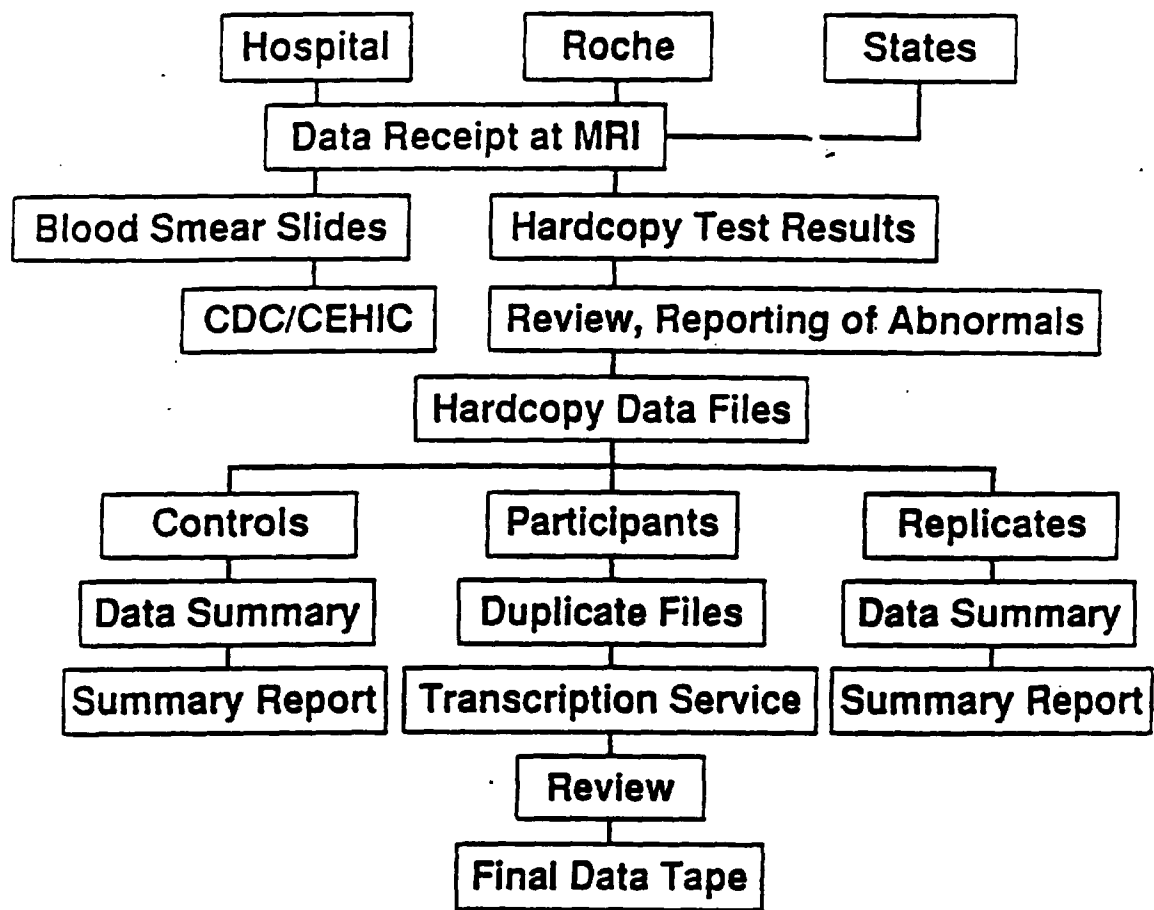 Hospital
Roche
States
Data Receipt at MRI
Blood Smear Slides
Hardcopy Test Results
CDC/CEHIC
Review, Reporting of Abnormals
Hardcopy Data Files
Controls
Participants
Replicates
Data Summary
Duplicate Files
Data Summary
Summary Report
Transcription Service
Summary Report
Review
Final Data Tape